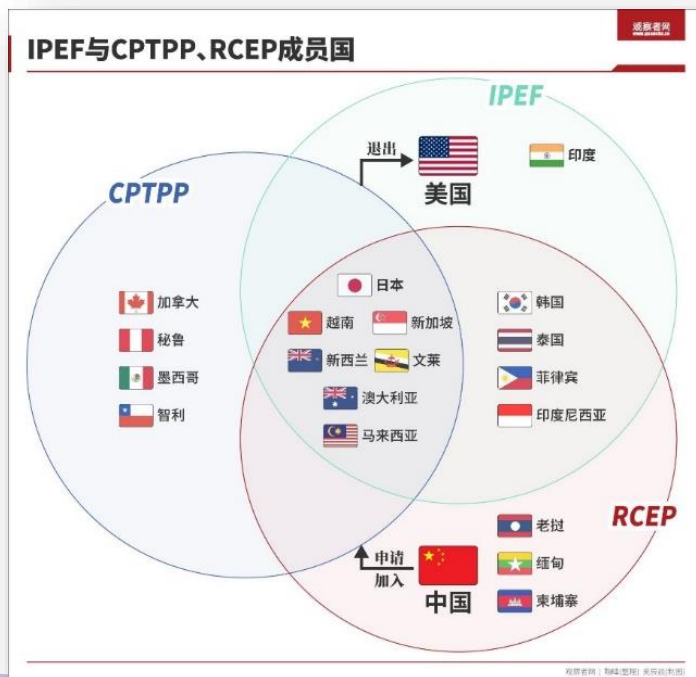 观察者网
www.guancha.cn
IPEF与CPTPP、RCEP成员国
IPEF
退出
印度
美国
CPTPP
日本
加拿大
韩国
越南
新加坡
秘鲁
泰国
新西兰
文莱
墨西哥
菲律宾
澳大利亚
智利
印度尼西亚
马来西亚
RCEP
老挝
申请
加入
缅甸
中国
柬埔寨